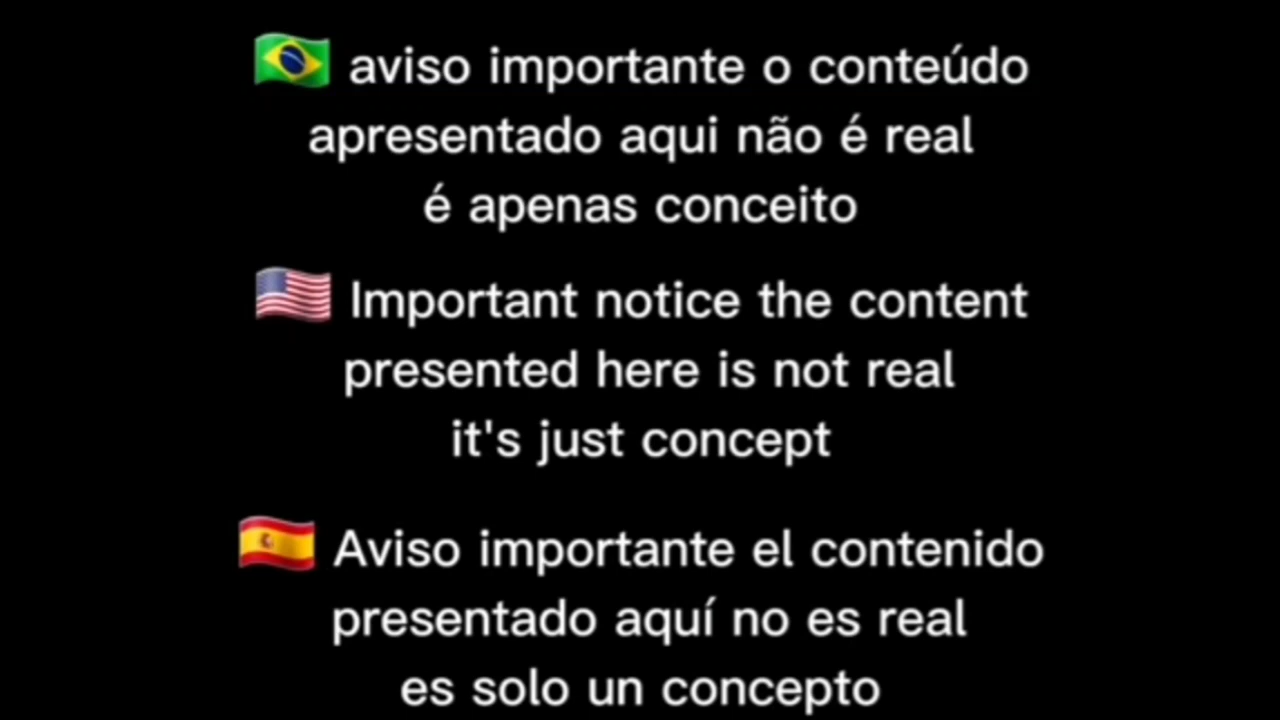 🇧🇷 aviso importante o conteúdo
apresentado aqui não é real
é apenas conceito
🇺🇸 Important notice the content
presented here is not real
it's just concept
🇪🇸 Aviso importante el contenido
presentado aquí no es real
es solo un concepto